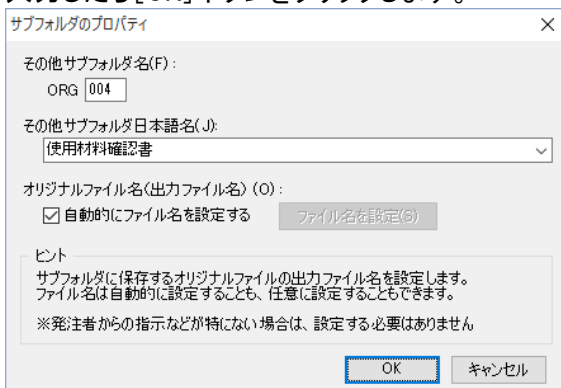 入力したら[OK]ボタンをクリックします。
サブフォルダのプロパティ
その他サブフォルダ名(F)：
ORG 004
その他サブフォルダ日本語名(J):
使用材料確認書
オリジナルファイル名(出力ファイル名) (O)：
自動的にファイル名を設定する ファイル名を設定(S)
ヒント
サブフォルダに保存するオリジナルファイルの出力ファイル名を設定します。
ファイル名は自動的に設定することも、任意に設定することもできます。
※発注者からの指示などが特にない場合は、設定する必要はありません
OK キャンセル